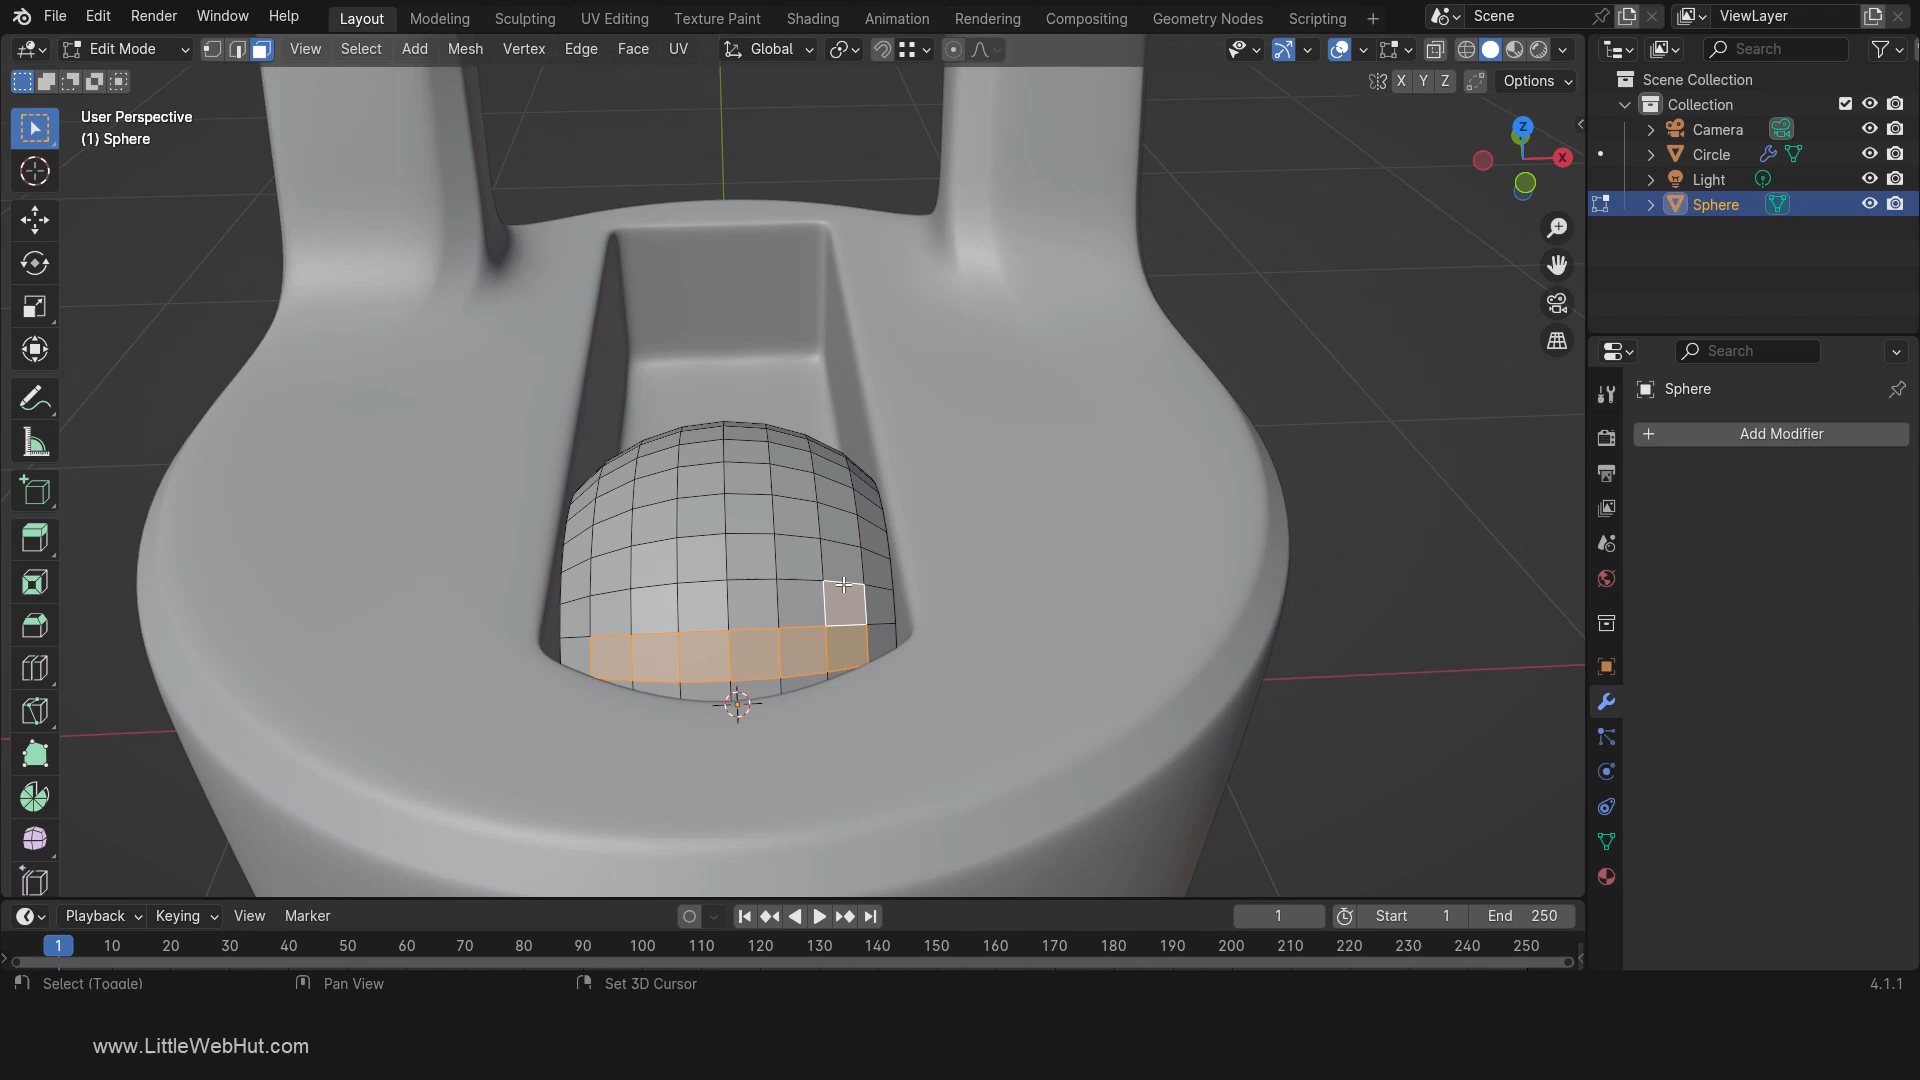 File Edit Render Window Help Layout Modeling Sculpting UV Editing Texture Paint Shading Animation Rendering Compositing Geometry Nodes Scripting + Scene ViewLayer
Edit Mode View Select Add Mesh Vertex Edge Face UV Global Search
X Y Z Options
User Perspective
(1) Sphere
Z
X
Scene Collection
Collection
Camera
Circle
Light
Sphere
Search
Sphere
+ Add Modifier
Playback Keying View Marker 1 Start 1 End 250
1 10 20 30 40 50 60 70 80 90 100 110 120 130 140 150 160 170 180 190 200 210 220 230 240 250
Select (Toggle) Pan View Set 3D Cursor 4.1.1
www.LittleWebHut.com